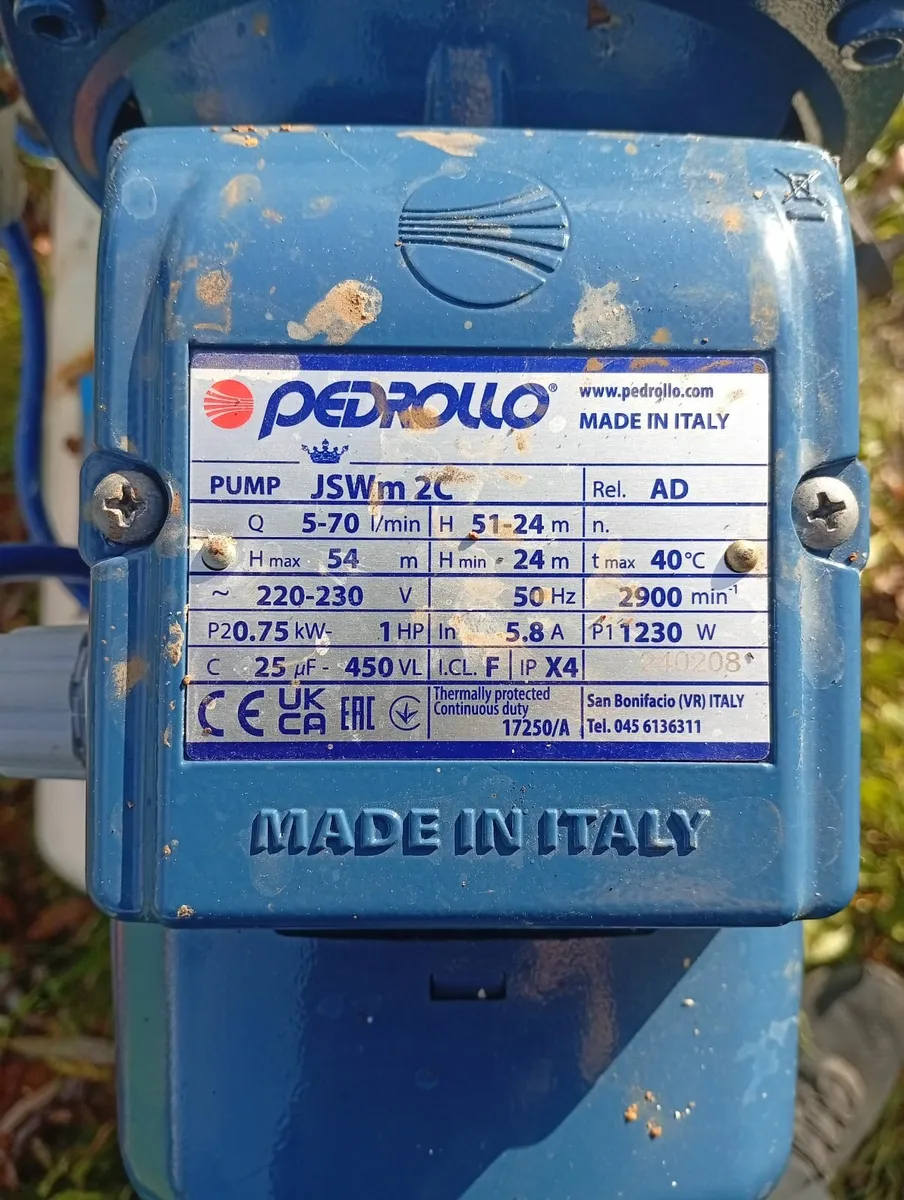 PEDROLLO®
www.pedrollo.com
MADE IN ITALY
PUMP JSWm 2C Rel. AD
Q 5-70 l/min H 51-24 m n.
H max 54 m H min 24 m t max 40°C
~ 220-230 V 50 Hz 2900 min⁻¹
P2 0.75 kW- 1 HP In 5.8 A P1 1230 W
C 25 µF - 450 VL I.CL. F IP X4 240208
CE UK CA EAC
Thermally protected
Continuous duty
17250/A
San Bonifacio (VR) ITALY
Tel. 045 6136311
MADE IN ITALY